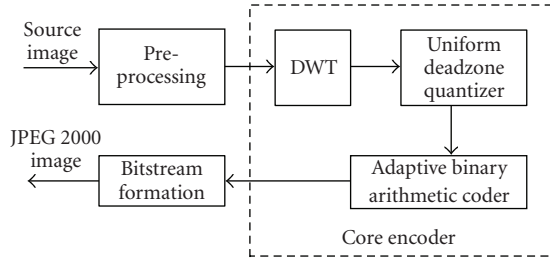 Source
image
Pre-
processing
DWT
Uniform
deadzone
quantizer
JPEG 2000
image
Bitstream
formation
Adaptive binary
arithmetic coder
Core encoder